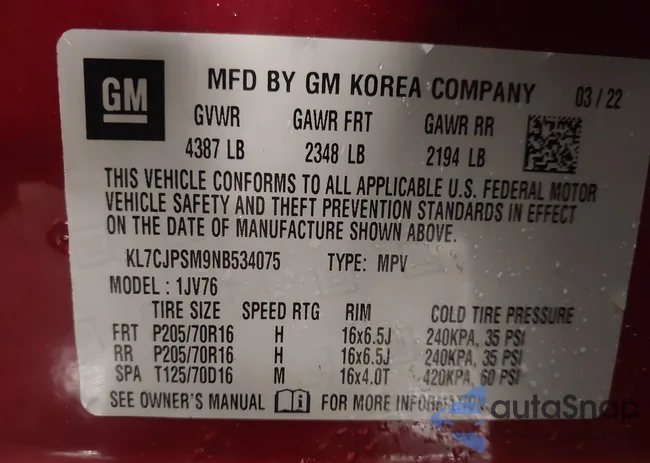 GM
MFD BY GM KOREA COMPANY 03 / 22
GVWR GAWR FRT GAWR RR
4387 LB 2348 LB 2194 LB
THIS VEHICLE CONFORMS TO ALL APPLICABLE U.S. FEDERAL MOTOR
VEHICLE SAFETY AND THEFT PREVENTION STANDARDS IN EFFECT
ON THE DATE OF MANUFACTURE SHOWN ABOVE.
KL7CJPSM9NB534075 TYPE: MPV
MODEL : 1JV76
TIRE SIZE SPEED RTG RIM COLD TIRE PRESSURE
FRT P205/70R16 H 16x6.5J 240KPA, 35 PSI
RR P205/70R16 H 16x6.5J 240KPA, 35 PSI
SPA T125/70D16 M 16x4.0T 420KPA, 60 PSI
SEE OWNER'S MANUAL FOR MORE INFORMATION
autoSnap